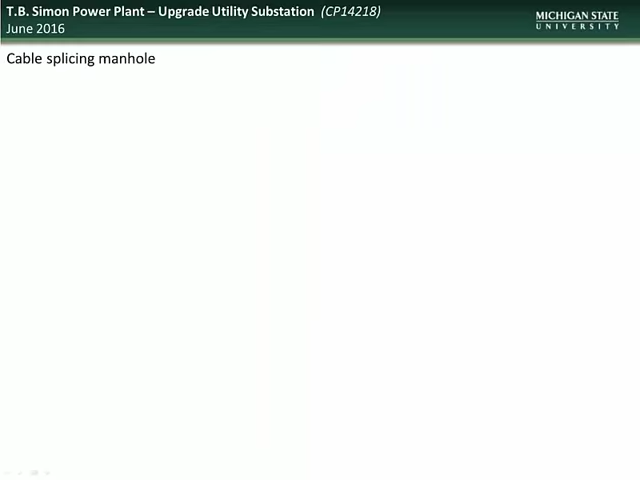 T.B. Simon Power Plant – Upgrade Utility Substation (CP14218)
June 2016
MICHIGAN STATE
UNIVERSITY
Cable splicing manhole